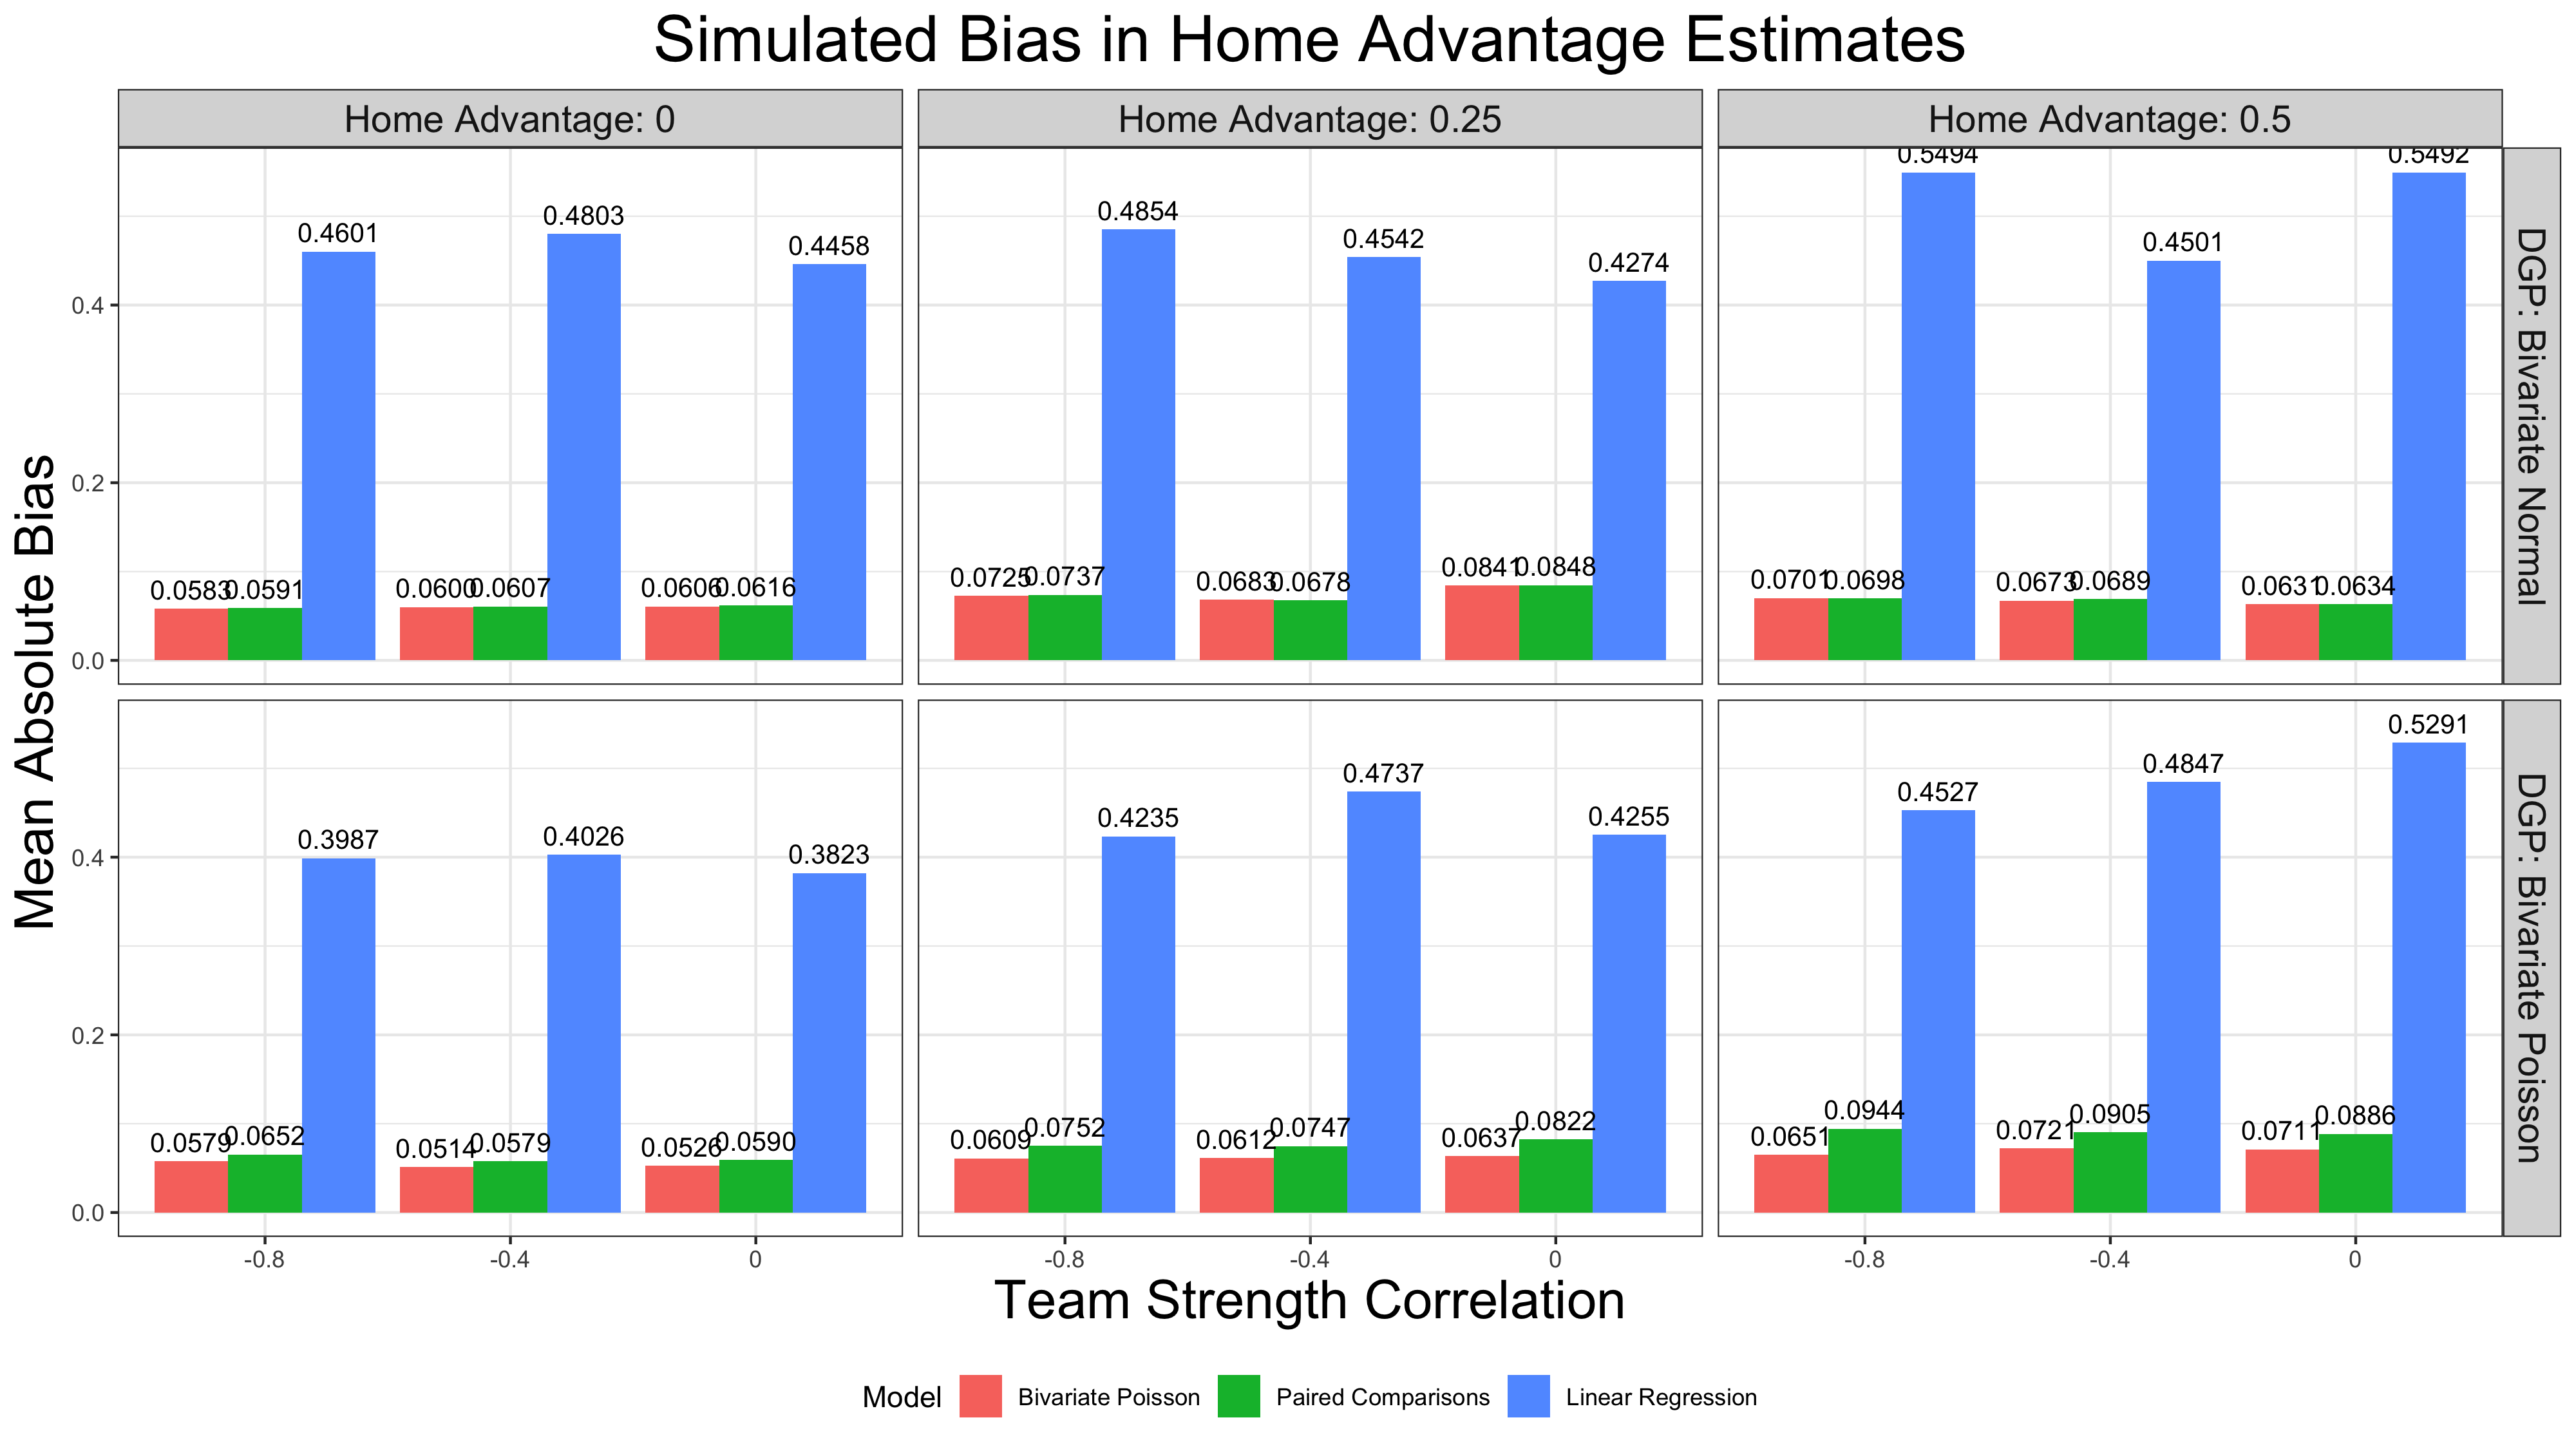 Simulated Bias in Home Advantage Estimates
Home Advantage: 0
Home Advantage: 0.25
Home Advantage: 0.5
DGP: Bivariate Normal
DGP: Bivariate Poisson
Mean Absolute Bias
0.4
0.2
0.0
0.0583 0.0591 0.4601 0.0600 0.0607 0.4803 0.0606 0.0616 0.4458
0.0725 0.0737 0.4854 0.0683 0.0678 0.4542 0.0841 0.0848 0.4274
0.0701 0.0698 0.5494 0.0673 0.0689 0.4501 0.0631 0.0634 0.5492
0.4
0.2
0.0
0.0579 0.0652 0.3987 0.0514 0.0579 0.4026 0.0526 0.0590 0.3823
0.0609 0.0752 0.4235 0.0612 0.0747 0.4737 0.0637 0.0822 0.4255
0.0651 0.0944 0.4527 0.0721 0.0905 0.4847 0.0711 0.0886 0.5291
-0.8 -0.4 0
-0.8 -0.4 0
-0.8 -0.4 0
Team Strength Correlation
Model Bivariate Poisson Paired Comparisons Linear Regression